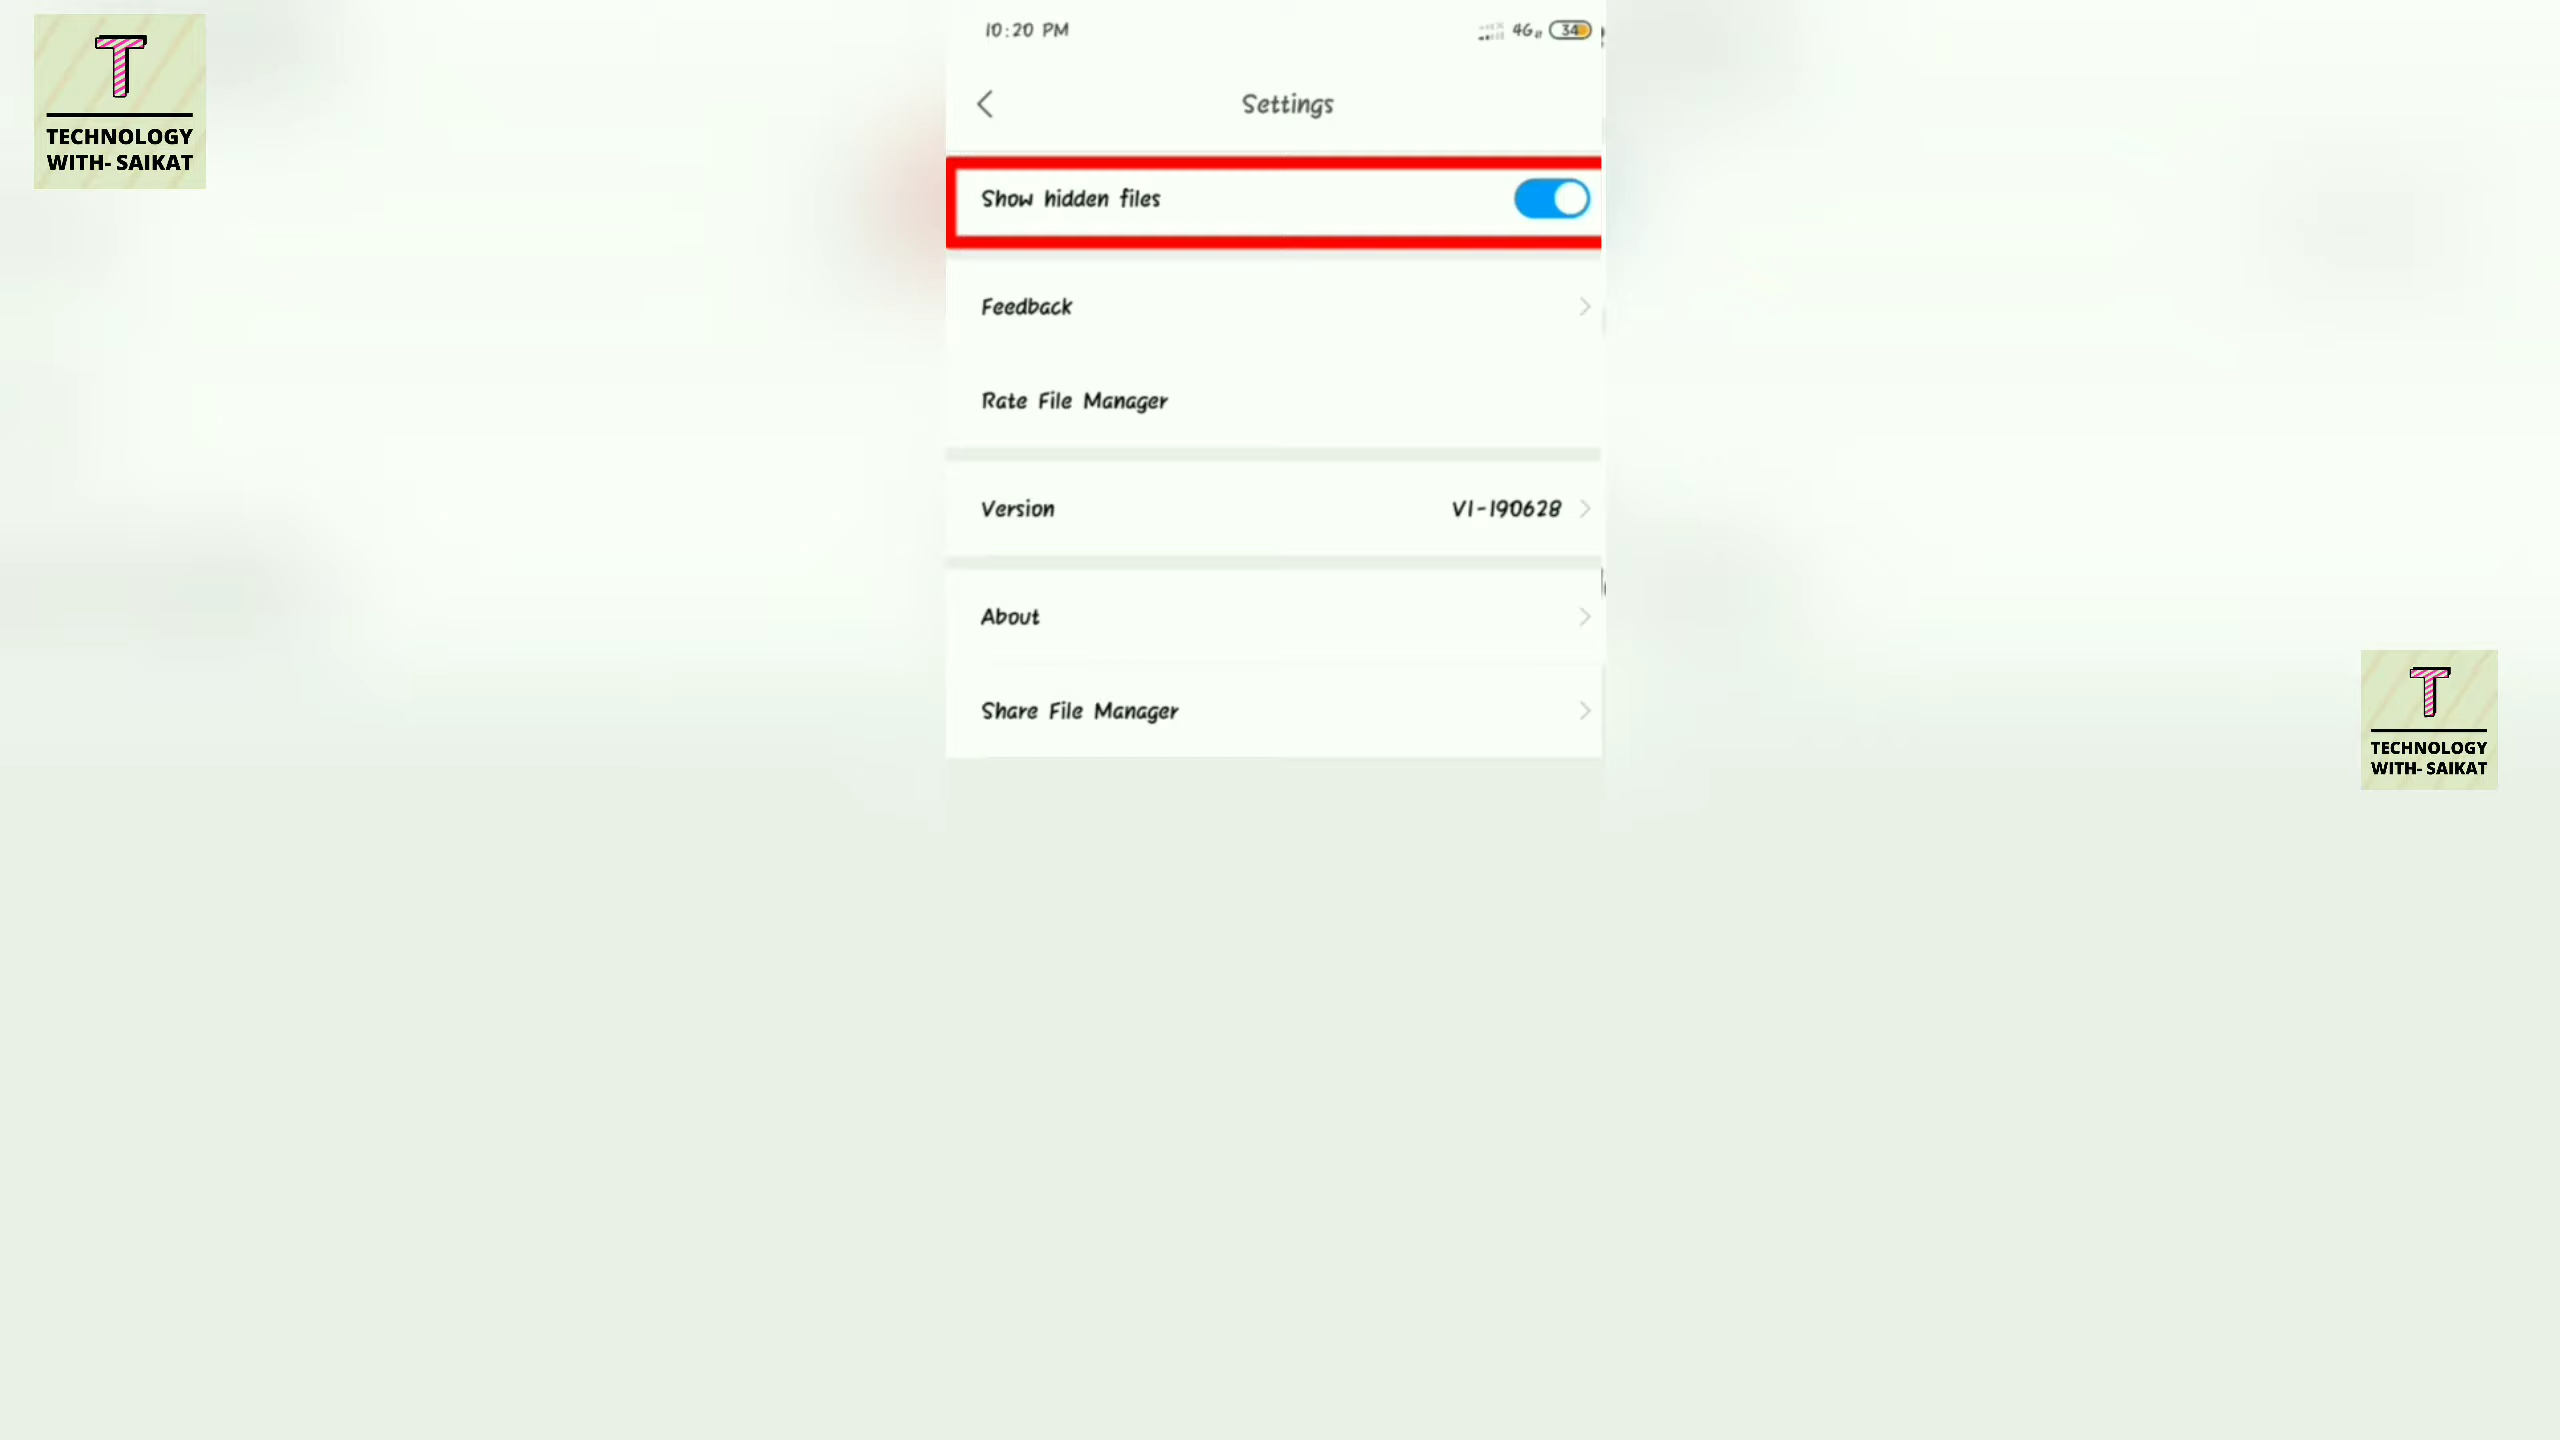 T
TECHNOLOGY
WITH- SAIKAT
10:20 PM
4G
34
Settings
Show hidden files
Feedback
Rate File Manager
Version
V1-190628
About
Share File Manager
T
TECHNOLOGY
WITH- SAIKAT